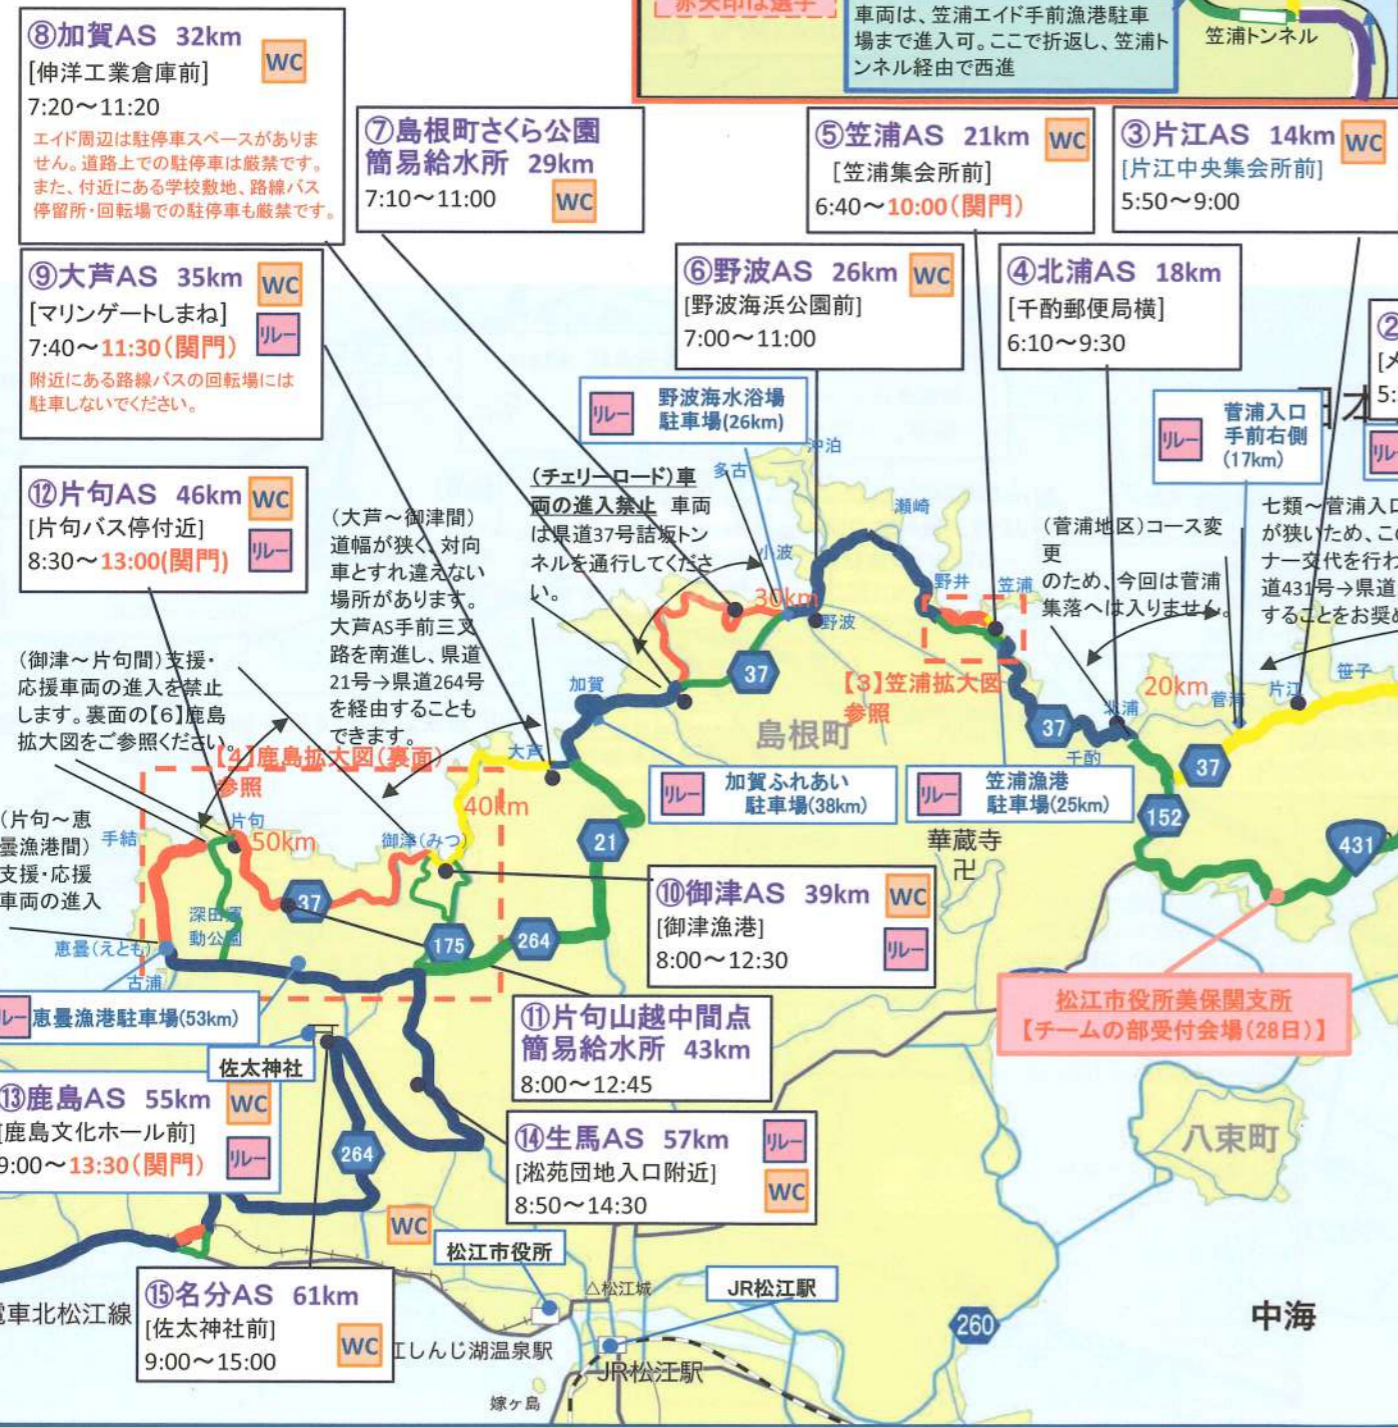 ⑧加賀AS 32km
WC
[伸洋工業倉庫前]
7:20～11:20
エイド周辺は駐停車スペースがありま
せん。道路上での駐停車は厳禁です。
また、付近にある学校敷地、路線バス
停留所・回転場での駐停車も厳禁です。
赤矢印は選手
車両は、笠浦エイド手前漁港駐車
場まで進入可。ここで折返し、笠浦ト
ンネル経由で西進
笠浦トンネル
⑦島根町さくら公園
簡易給水所 29km
7:10～11:00
WC
⑤笠浦AS 21km
WC
[笠浦集会所前]
6:40～10:00(関門)
③片江AS 14km
WC
[片江中央集会所前]
5:50～9:00
⑨大芦AS 35km
WC
[マリンゲートしまね]
リレー
7:40～11:30(関門)
附近にある路線バスの回転場には
駐車しないでください。
⑥野波AS 26km
WC
[野波海浜公園前]
7:00～11:00
④北浦AS 18km
[千酌郵便局横]
6:10～9:30
②
5:
リレー
野波海水浴場
駐車場(26km)
リレー
菅浦入口
手前右側
(17km)
⑫片句AS 46km
WC
[片句バス停付近]
リレー
8:30～13:00(関門)
(大芦～御津間)
道幅が狭く、対向
車とすれ違えない
場所があります。
大芦AS手前三叉
路を南進し、県道
21号→県道264号
を経由することも
できます。
(チェリーロード)車
両の進入禁止 車両
は県道37号詰坂トン
ネルを通行してくださ
い。
沖泊
多古
瀬崎
小波
野井
笠浦
30km
野波
(菅浦地区)コース変
更
のため、今回は菅浦
集落へは入りません。
七類～菅浦入口
が狭いため、この
ナー交代を行わ
道431号→県道
することをお奨め
(御津～片句間)支援・
応援車両の進入を禁止
します。裏面の【6】鹿島
拡大図をご参照ください。
【4】鹿島拡大図(裏面)
参照
加賀
37
【3】笠浦拡大図
参照
島根町
20km
北浦
菅浦
片江
笹子
37
千酌
37
大芦
40km
リレー
加賀ふれあい
駐車場(38km)
リレー
笠浦漁港
駐車場(25km)
152
431
(片句～恵
曇漁港間)
支援・応援
車両の進入
手結
片句
50km
御津(みつ)
21
華蔵寺
卍
37
深田運
動公園
175
264
恵曇(えとも)
古浦
⑩御津AS 39km
WC
[御津漁港]
リレー
8:00～12:30
恵曇漁港駐車場(53km)
佐太神社
⑪片句山越中間点
簡易給水所 43km
8:00～12:45
松江市役所美保関支所
【チームの部受付会場(28日)】
⑬鹿島AS 55km
WC
[鹿島文化ホール前]
リレー
9:00～13:30(関門)
264
⑭生馬AS 57km
リレー
[淞苑団地入口附近]
WC
8:50～14:30
八束町
WC
松江市役所
⑮名分AS 61km
[佐太神社前]
WC
9:00～15:00
電車北松江線
江しんじ湖温泉駅
△松江城
JR松江駅
JR松江駅
嫁ヶ島
260
中海